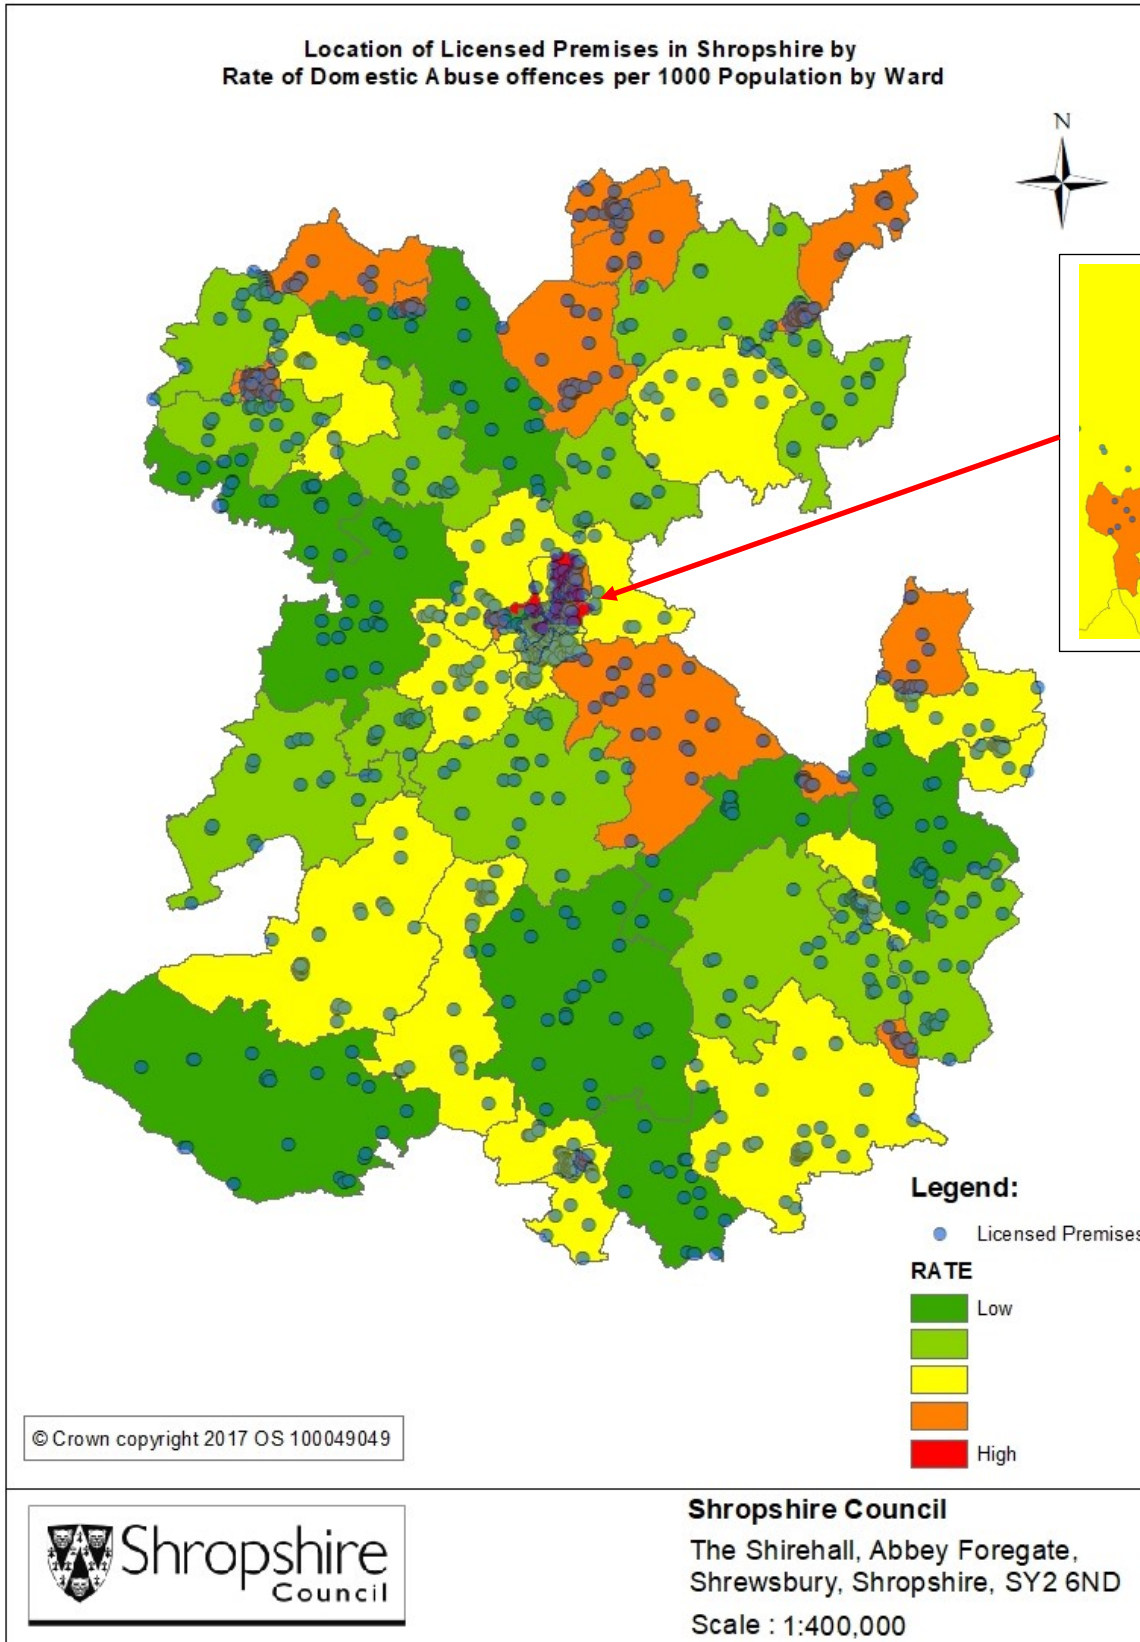 Location of Licensed Premises in Shropshire by
Rate of Domestic Abuse offences per 1000 Population by Ward
N
Legend:
Licensed Premises
RATE
Low
High
© Crown copyright 2017 OS 100049049
Shropshire
Council
Shropshire Council
The Shirehall, Abbey Foregate,
Shrewsbury, Shropshire, SY2 6ND
Scale : 1:400,000